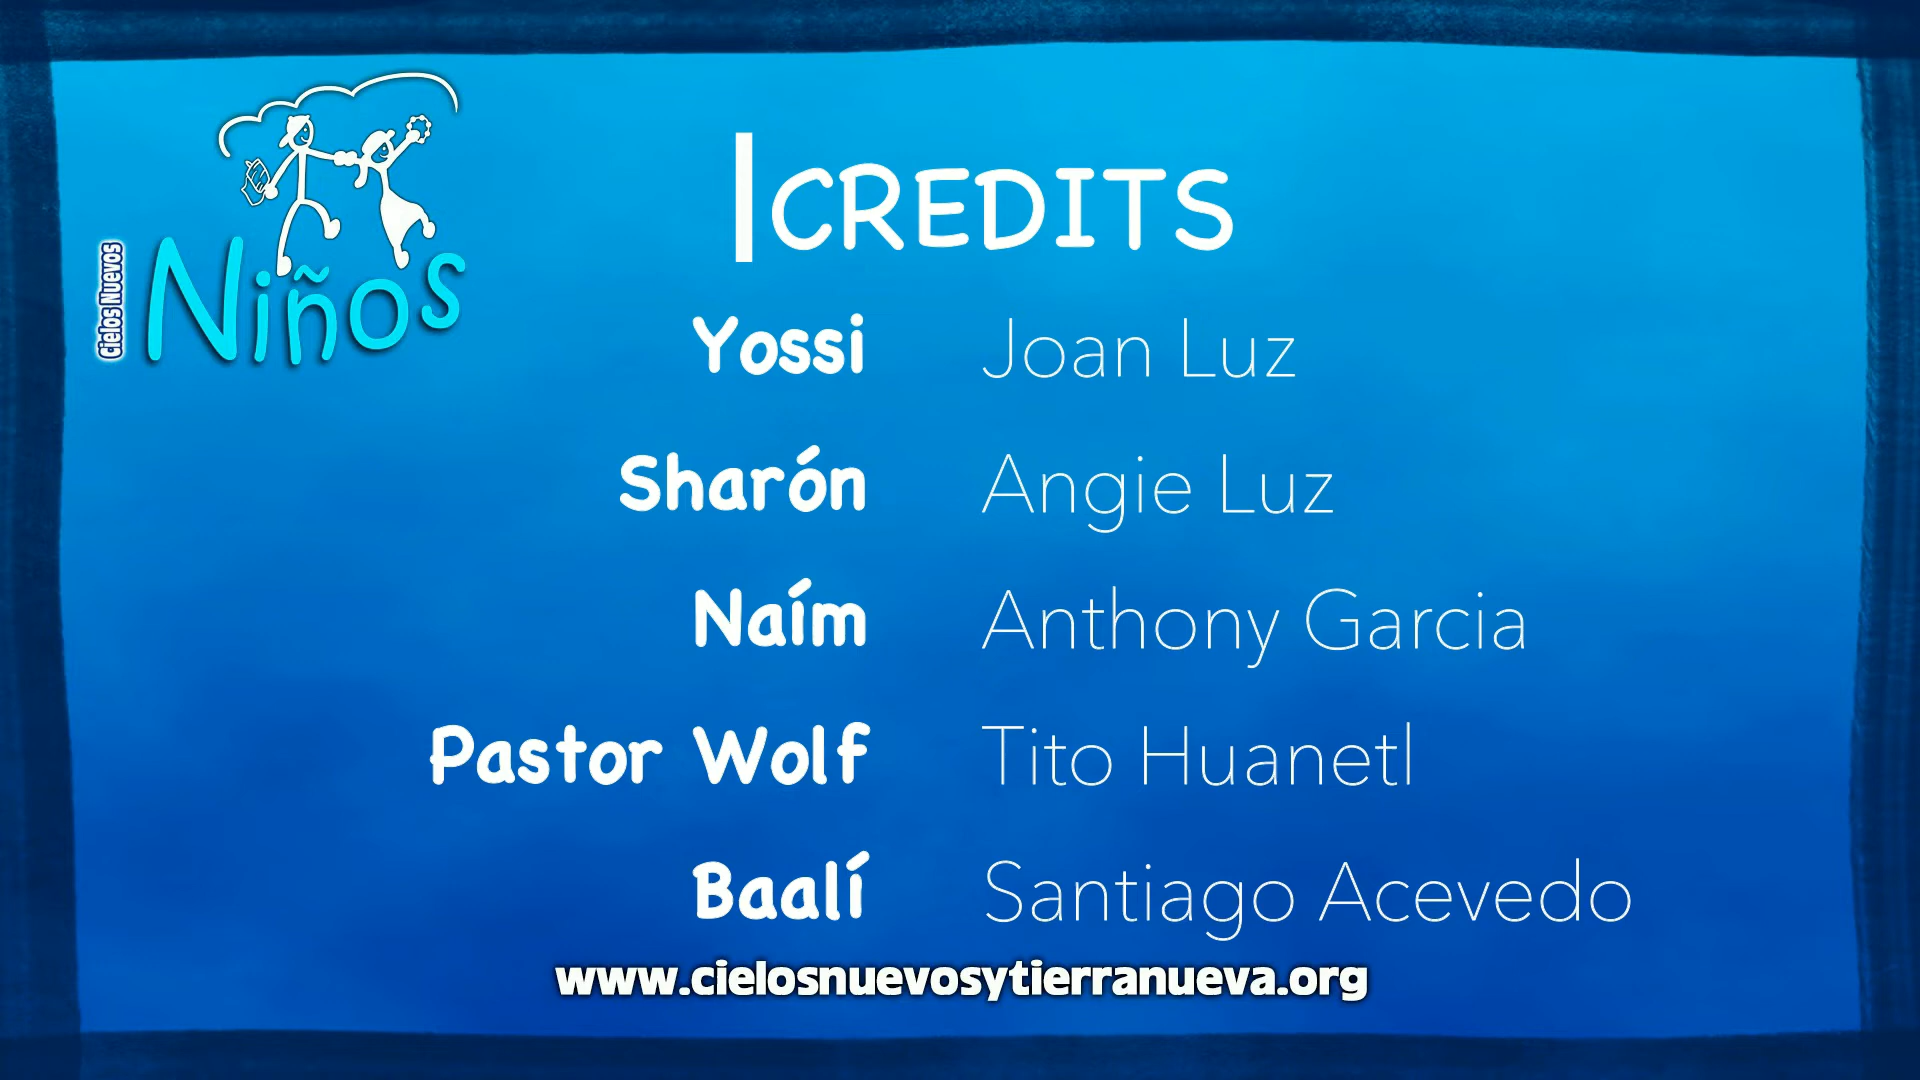 Cielos Nuevos
Niños
CREDITS
Yossi Joan Luz
Sharón Angie Luz
Naím Anthony Garcia
Pastor Wolf Tito Huanetl
Baalí Santiago Acevedo
www.cielosnuevosytierranueva.org